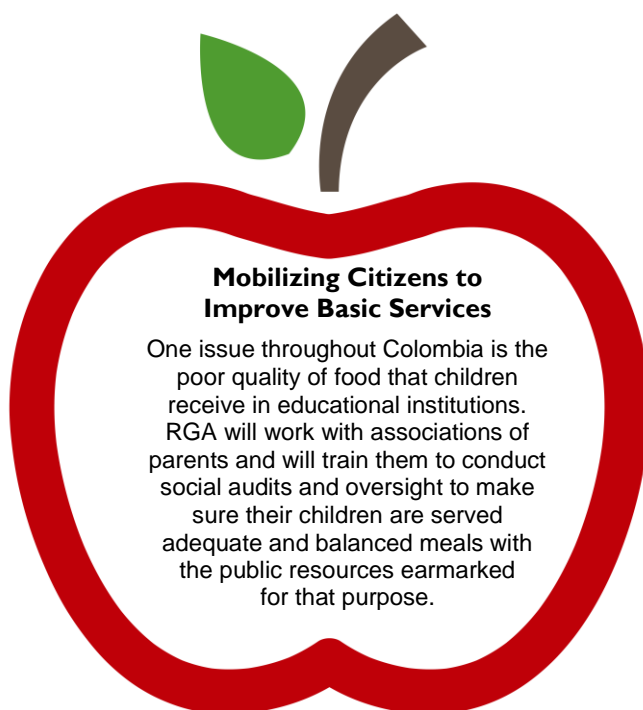 Mobilizing Citizens to
Improve Basic Services
One issue throughout Colombia is the
poor quality of food that children
receive in educational institutions.
RGA will work with associations of
parents and will train them to conduct
social audits and oversight to make
sure their children are served
adequate and balanced meals with
the public resources earmarked
for that purpose.